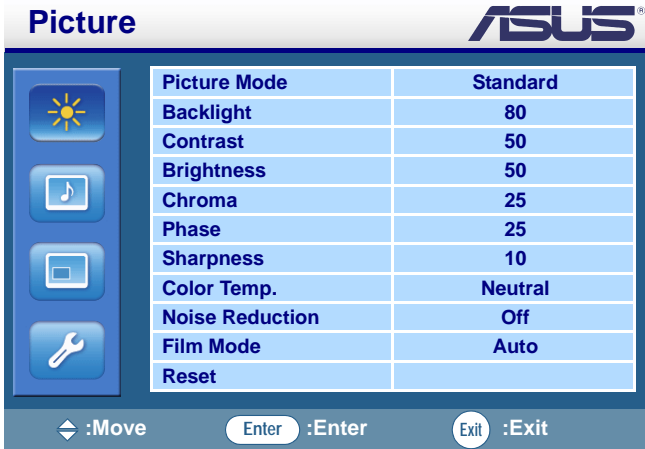 Picture
ASUS®
Picture Mode Standard
Backlight 80
Contrast 50
Brightness 50
Chroma 25
Phase 25
Sharpness 10
Color Temp. Neutral
Noise Reduction Off
Film Mode Auto
Reset
:Move Enter :Enter Exit :Exit